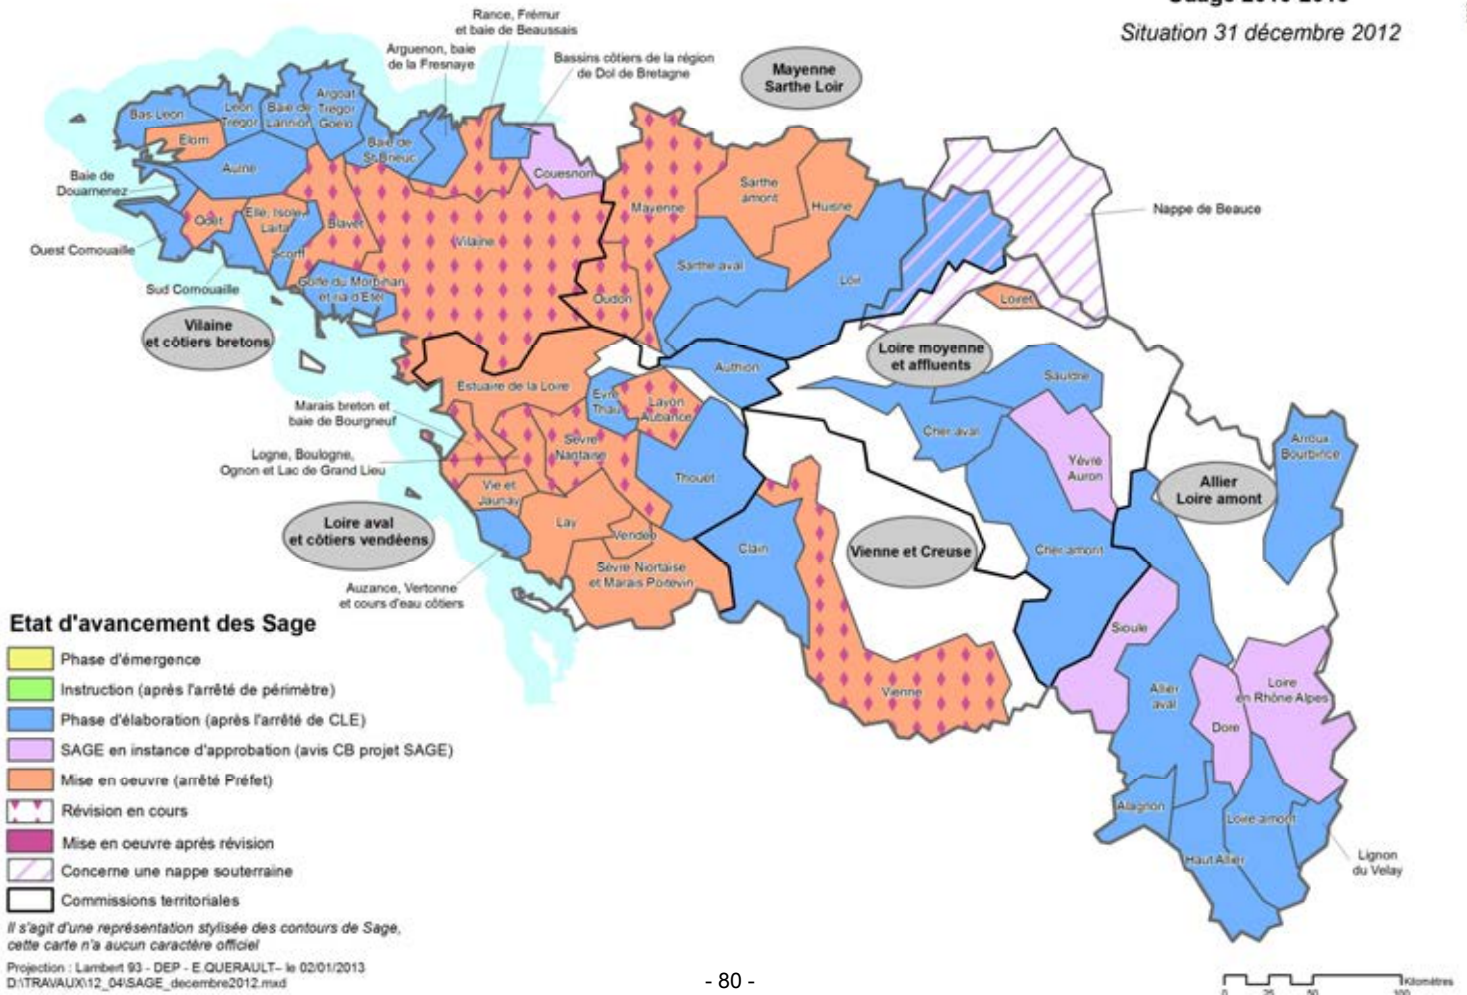 Situation 31 décembre 2012
Rance, Frémur
et baie de Beaussais
Arguenon, baie
de la Fresnaye
Bassins côtiers de la région
de Dol de Bretagne
Mayenne
Sarthe Loir
Bas Léon
Léon
Trégor
Baie de
Lannion
Argoat
Trégor
Goëlo
Elorn
Aulne
Baie de
St Brieuc
Couesnon
Baie de
Douarnenez
Odet
Ellé, Isole,
Laïta
Blavet
Scorff
Vilaine
Mayenne
Sarthe
amont
Huisne
Nappe de Beauce
Ouest Cornouaille
Sud Cornouaille
Golfe du Morbihan
et ria d'Etel
Oudon
Sarthe aval
Loir
Loiret
Vilaine
et côtiers bretons
Loire moyenne
et affluents
Estuaire de la Loire
Authion
Evre
Thau
Layon
Aubance
Sauldre
Marais breton et
baie de Bourgneuf
Logne, Boulogne,
Ognon et Lac de Grand Lieu
Sèvre
Nantaise
Cher aval
Yèvre
Auron
Arroux
Bourbince
Allier
Loire amont
Thouet
Vie et
Jaunay
Lay
Vendée
Loire aval
et côtiers vendéens
Clain
Vienne et Creuse
Cher amont
Sèvre Niortaise
et Marais Poitevin
Auzance, Vertonne
et cours d'eau côtiers
Sioule
Vienne
Allier
aval
Dore
Loire
en Rhône Alpes
Alagnon
Loire amont
Haut Allier
Lignon
du Velay
Etat d'avancement des Sage
Phase d'émergence
Instruction (après l'arrêté de périmètre)
Phase d'élaboration (après l'arrêté de CLE)
SAGE en instance d'approbation (avis CB projet SAGE)
Mise en oeuvre (arrêté Préfet)
Révision en cours
Mise en oeuvre après révision
Concerne une nappe souterraine
Commissions territoriales
Il s'agit d'une représentation stylisée des contours de Sage,
cette carte n'a aucun caractère officiel
Projection : Lambert 93 - DEP - E.QUERAULT– le 02/01/2013
D:\TRAVAUX\12_04\SAGE_decembre2012.mxd
- 80 -
0 25 50 100 Kilomètres